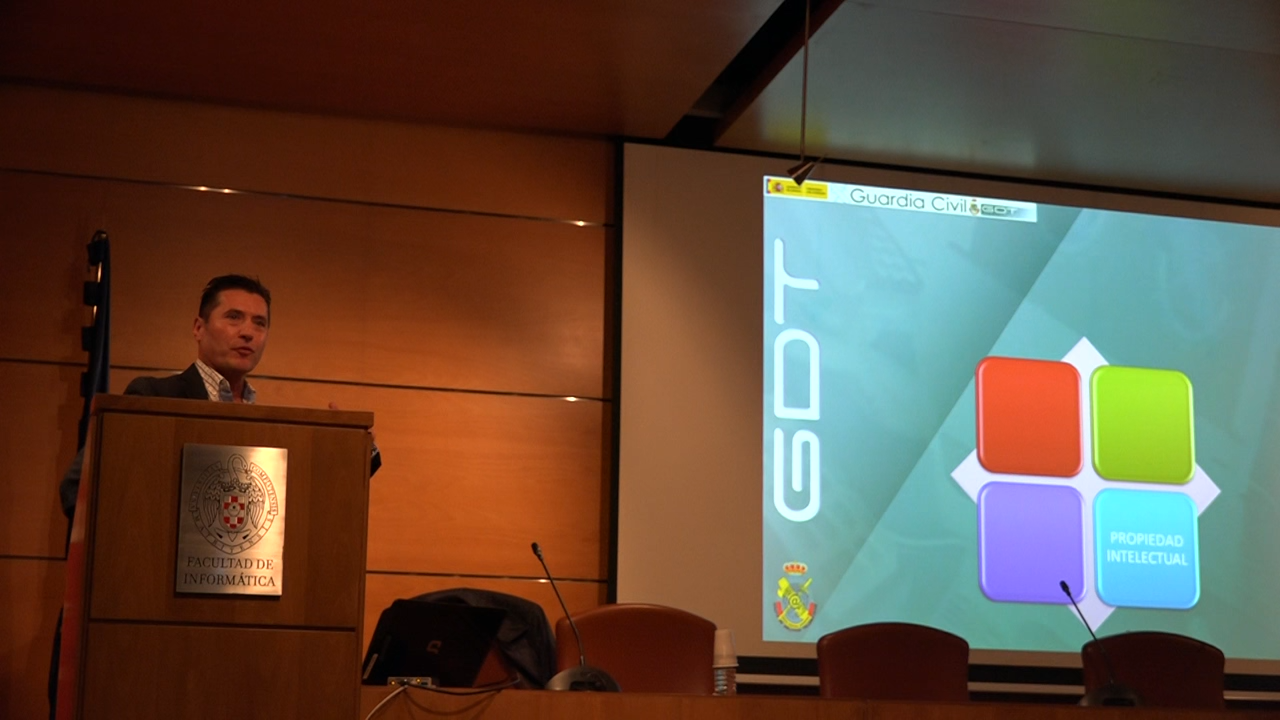 Guardia Civil GDT
GDT
PROPIEDAD
INTELECTUAL
FACULTAD DE
INFORMÁTICA